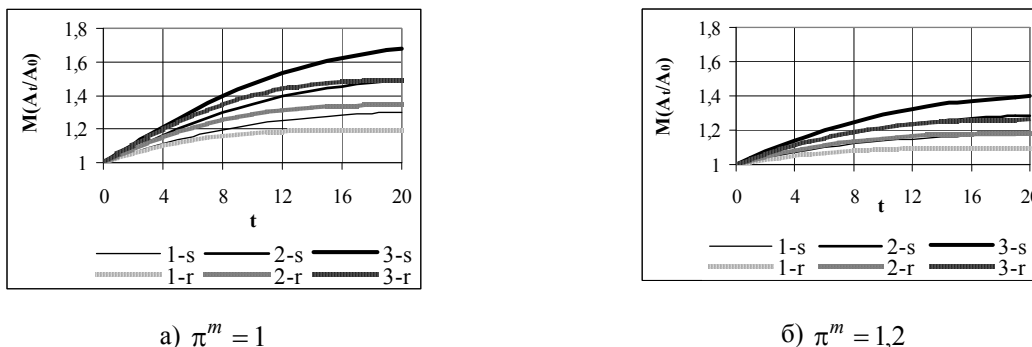 M(At/A0)
1,8
1,6
1,4
1,2
1
0 4 8 12 16 20
t
1-s 2-s 3-s
1-r 2-r 3-r
а) π^m = 1
M(At/A0)
1,8
1,6
1,4
1,2
1
0 4 8 12 16 20
t
1-s 2-s 3-s
1-r 2-r 3-r
б) π^m = 1,2